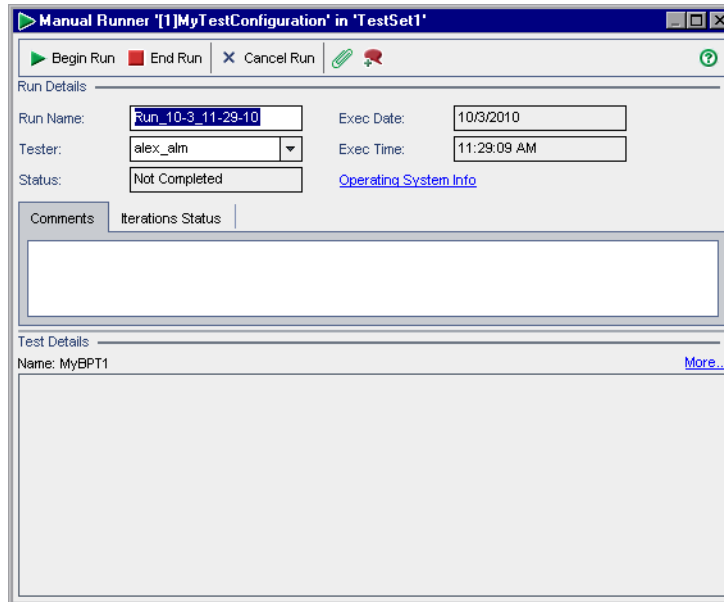 Manual Runner '[1]MyTestConfiguration' in 'TestSet1'
Begin Run End Run Cancel Run
Run Details
Run Name: Run_10-3_11-29-10 Exec Date: 10/3/2010
Tester: alex_alm Exec Time: 11:29:09 AM
Status: Not Completed Operating System Info
Comments Iterations Status
Test Details
Name: MyBPT1 More...